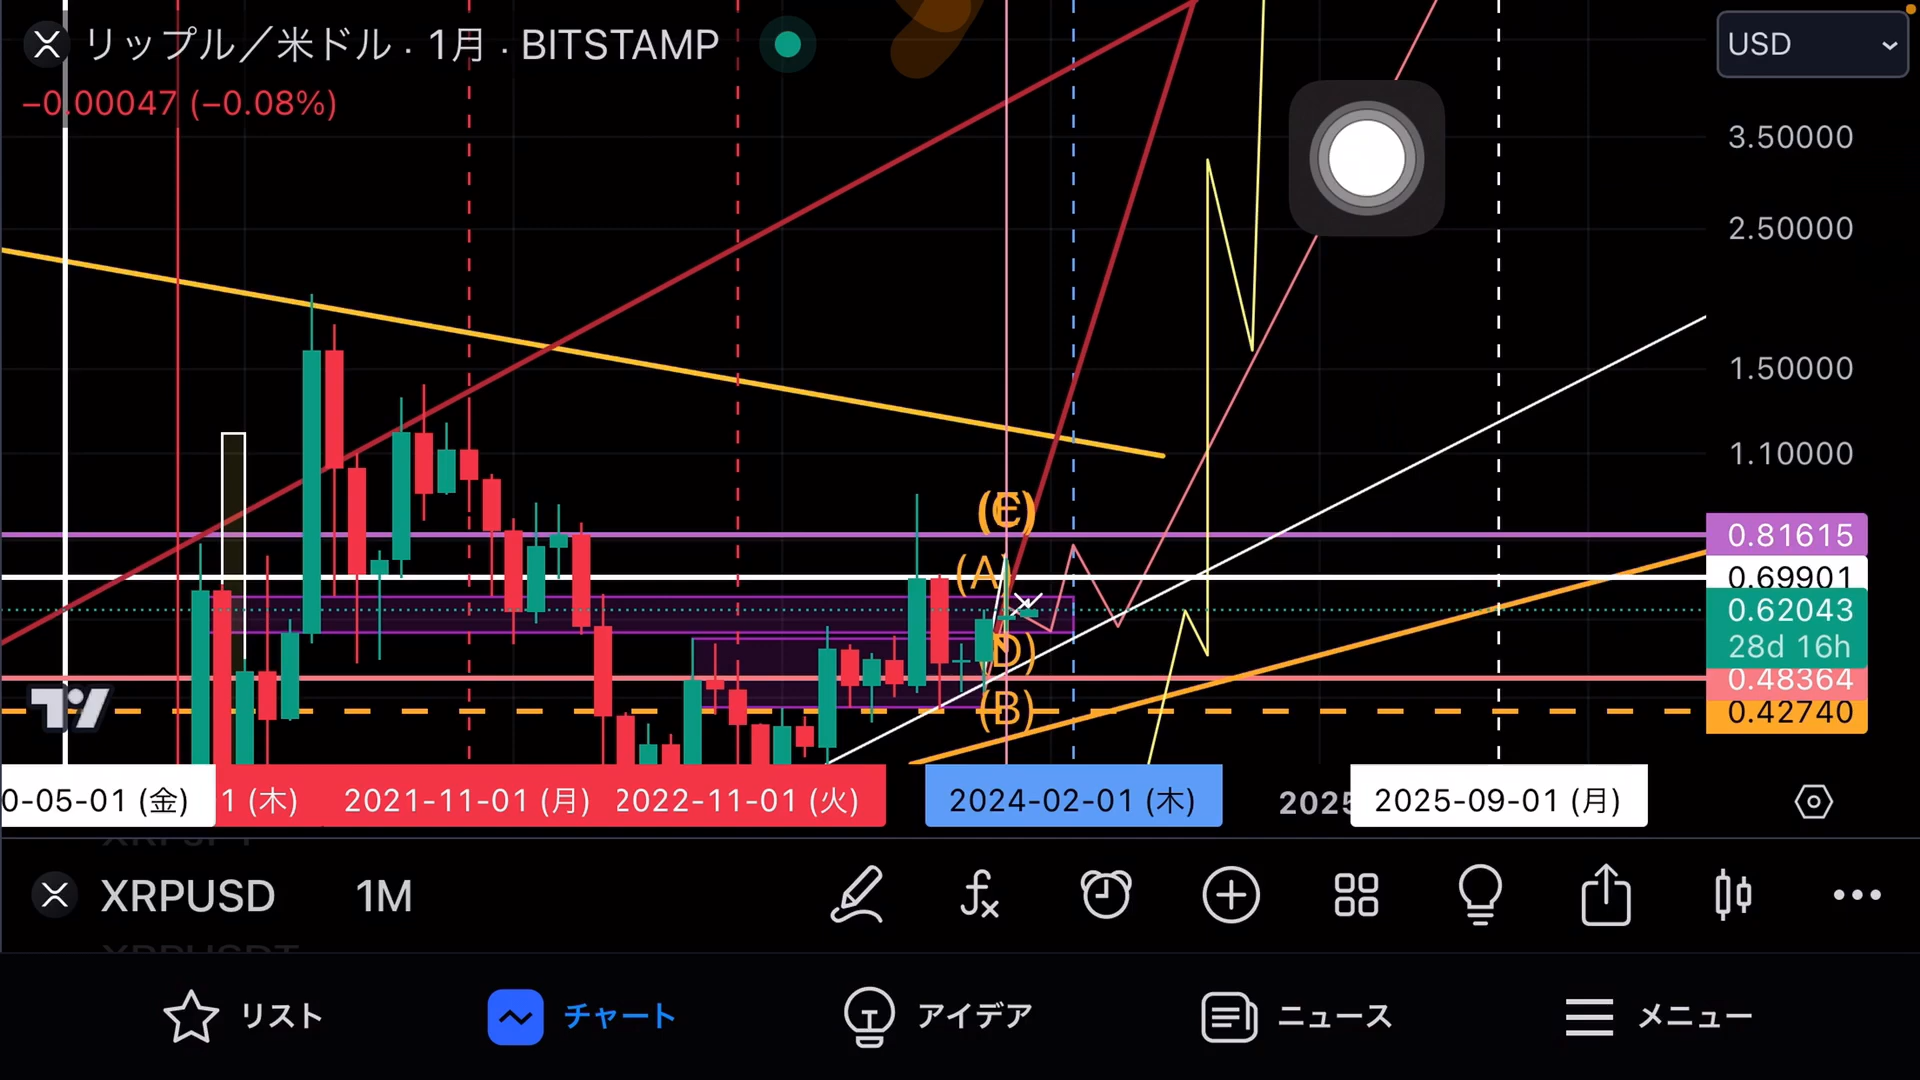 リップル／米ドル · 1月 · BITSTAMP
USD
−0.00047 (−0.08%)
3.50000
2.50000
1.50000
1.10000
(A)
(D)
(B)
0.81615
0.69901
0.62043
28d 16h
0.48364
0.42740
0-05-01 (金)
1 (木)
2021-11-01 (月)
2022-11-01 (火)
2024-02-01 (木)
2025
2025-09-01 (月)
XRPUSD
1M
リスト
チャート
アイデア
ニュース
メニュー